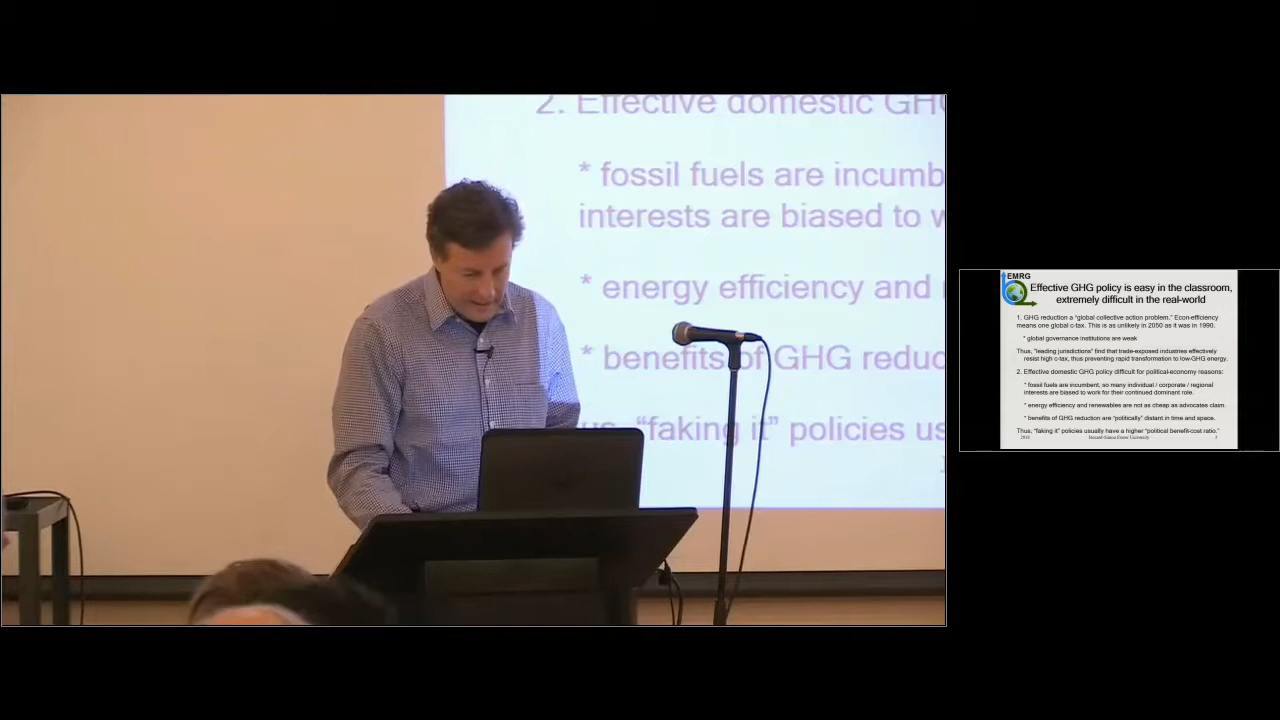 2. Effective domestic GHG
* fossil fuels are incumb
interests are biased to w
* energy efficiency and
* benefits of GHG reduc
us, “faking it” policies us
EMRG
Effective GHG policy is easy in the classroom,
extremely difficult in the real-world
1. GHG reduction a “global collective action problem.” Econ-efficiency
means one global c-tax. This is as unlikely in 2050 as it was in 1990.
* global governance institutions are weak
Thus, “leading jurisdictions” find that trade-exposed industries effectively
resist high c-tax, thus preventing rapid transformation to low-GHG energy.
2. Effective domestic GHG policy difficult for political-economy reasons:
* fossil fuels are incumbent, so many individual / corporate / regional
interests are biased to work for their continued dominant role.
* energy efficiency and renewables are not as cheap as advocates claim.
* benefits of GHG reduction are “politically” distant in time and space.
Thus, “faking it” policies usually have a higher “political benefit-cost ratio.”
Jaccard-Simon Fraser University